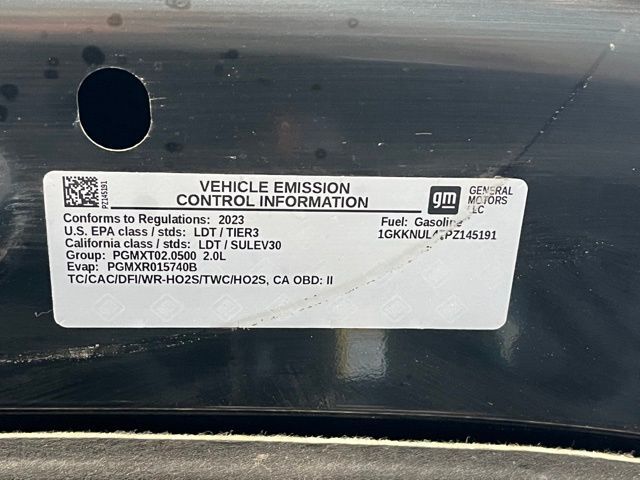 PZ145191
VEHICLE EMISSION
CONTROL INFORMATION
gm
GENERAL
MOTORS
LLC
Conforms to Regulations: 2023
Fuel: Gasoline
U.S. EPA class / stds: LDT / TIER3
California class / stds: LDT / SULEV30
Group: PGMXT02.0500 2.0L
Evap: PGMXR015740B
TC/CAC/DFI/WR-HO2S/TWC/HO2S, CA OBD: II